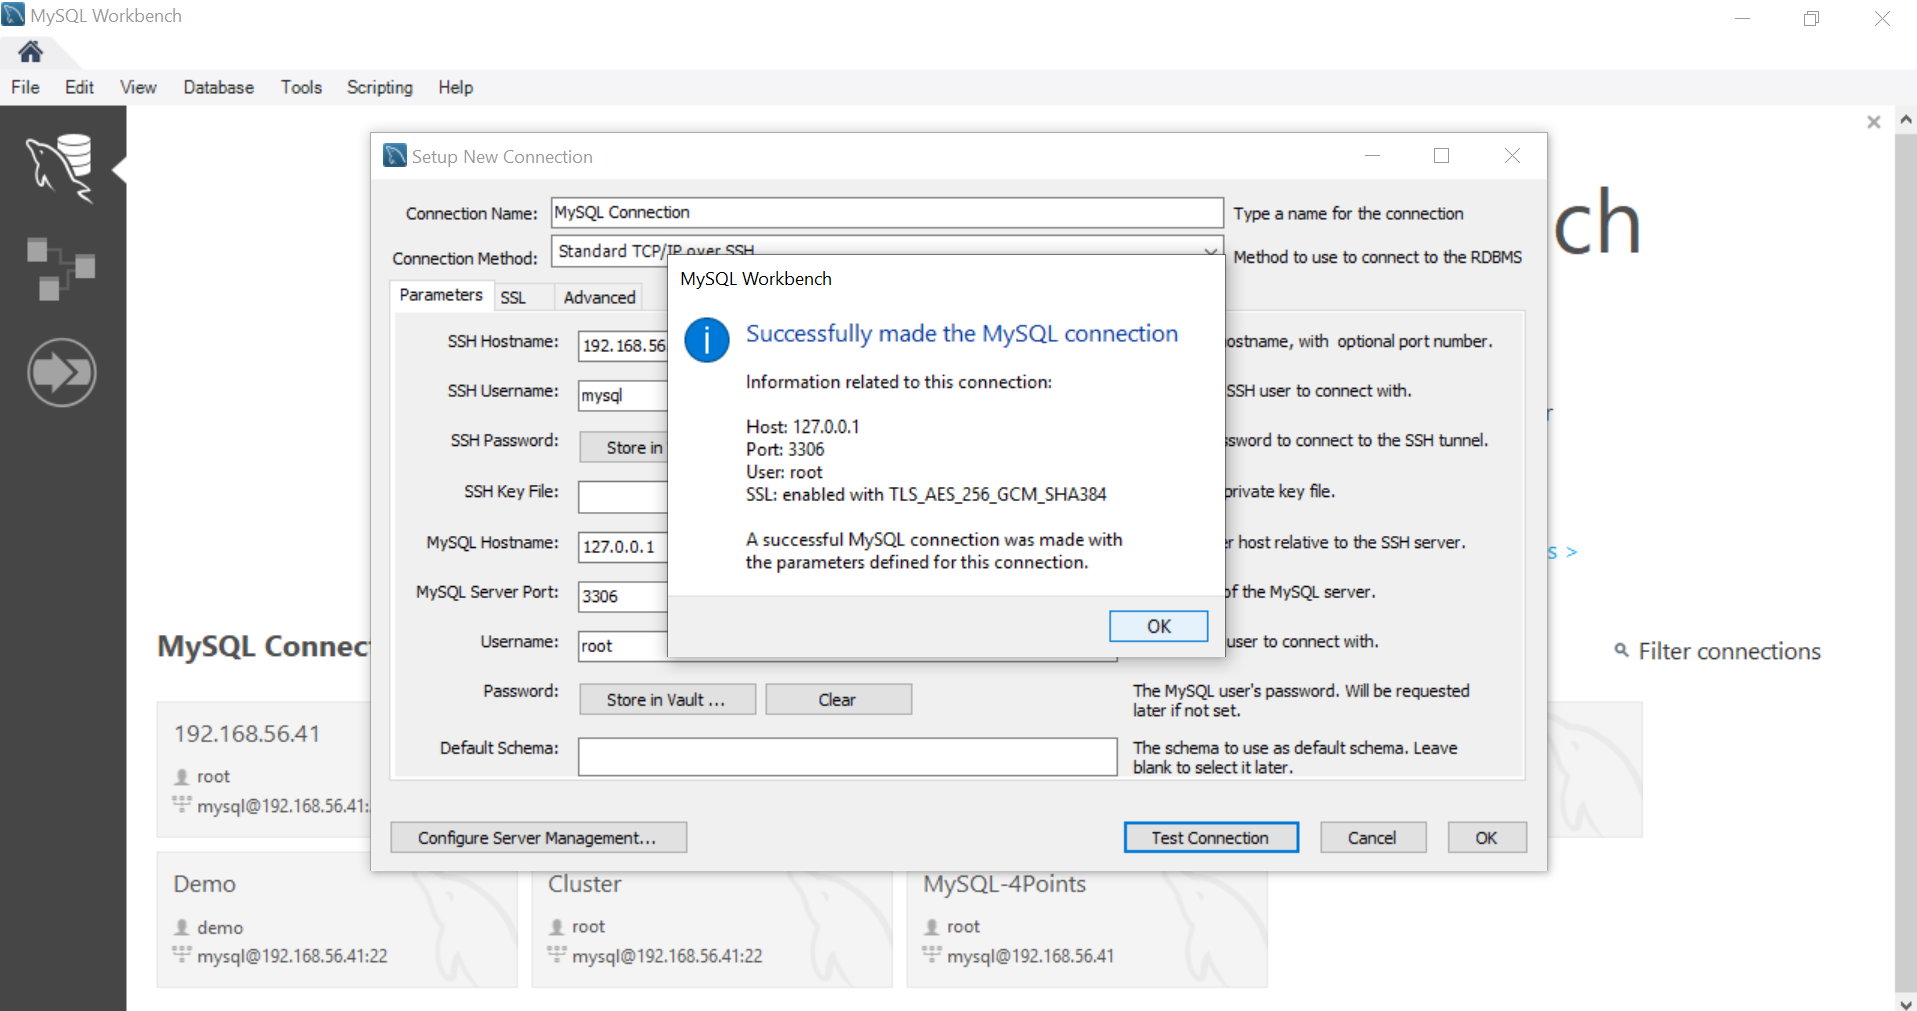 MySQL Workbench
File Edit View Database Tools Scripting Help
ch
s >
MySQL Connec
Filter connections
192.168.56.41
root
mysql@192.168.56.41:
Demo
demo
mysql@192.168.56.41:22
Cluster
root
mysql@192.168.56.41:22
MySQL-4Points
root
mysql@192.168.56.41
Setup New Connection
Connection Name: MySQL Connection Type a name for the connection
Connection Method: Standard TCP/IP over SSH Method to use to connect to the RDBMS
Parameters SSL Advanced
SSH Hostname: 192.168.56 ostname, with optional port number.
SSH Username: mysql SSH user to connect with.
SSH Password: Store in ssword to connect to the SSH tunnel.
SSH Key File: private key file.
MySQL Hostname: 127.0.0.1 er host relative to the SSH server.
MySQL Server Port: 3306 of the MySQL server.
Username: root user to connect with.
Password: Store in Vault ... Clear The MySQL user's password. Will be requested
later if not set.
Default Schema: The schema to use as default schema. Leave
blank to select it later.
Configure Server Management... Test Connection Cancel OK
MySQL Workbench
Successfully made the MySQL connection
Information related to this connection:
Host: 127.0.0.1
Port: 3306
User: root
SSL: enabled with TLS_AES_256_GCM_SHA384
A successful MySQL connection was made with
the parameters defined for this connection.
OK